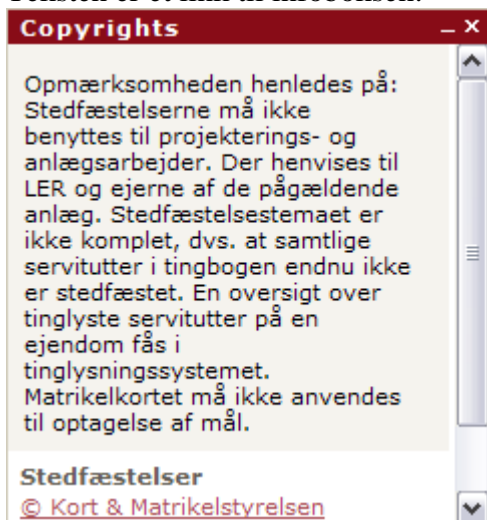 Copyrights
Opmærksomheden henledes på:
Stedfæstelserne må ikke
benyttes til projekterings- og
anlægsarbejder. Der henvises til
LER og ejerne af de pågældende
anlæg. Stedfæstelsestemaet er
ikke komplet, dvs. at samtlige
servitutter i tingbogen endnu ikke
er stedfæstet. En oversigt over
tinglyste servitutter på en
ejendom fås i
tinglysningssystemet.
Matrikelkortet må ikke anvendes
til optagelse af mål.
Stedfæstelser
© Kort & Matrikelstyrelsen